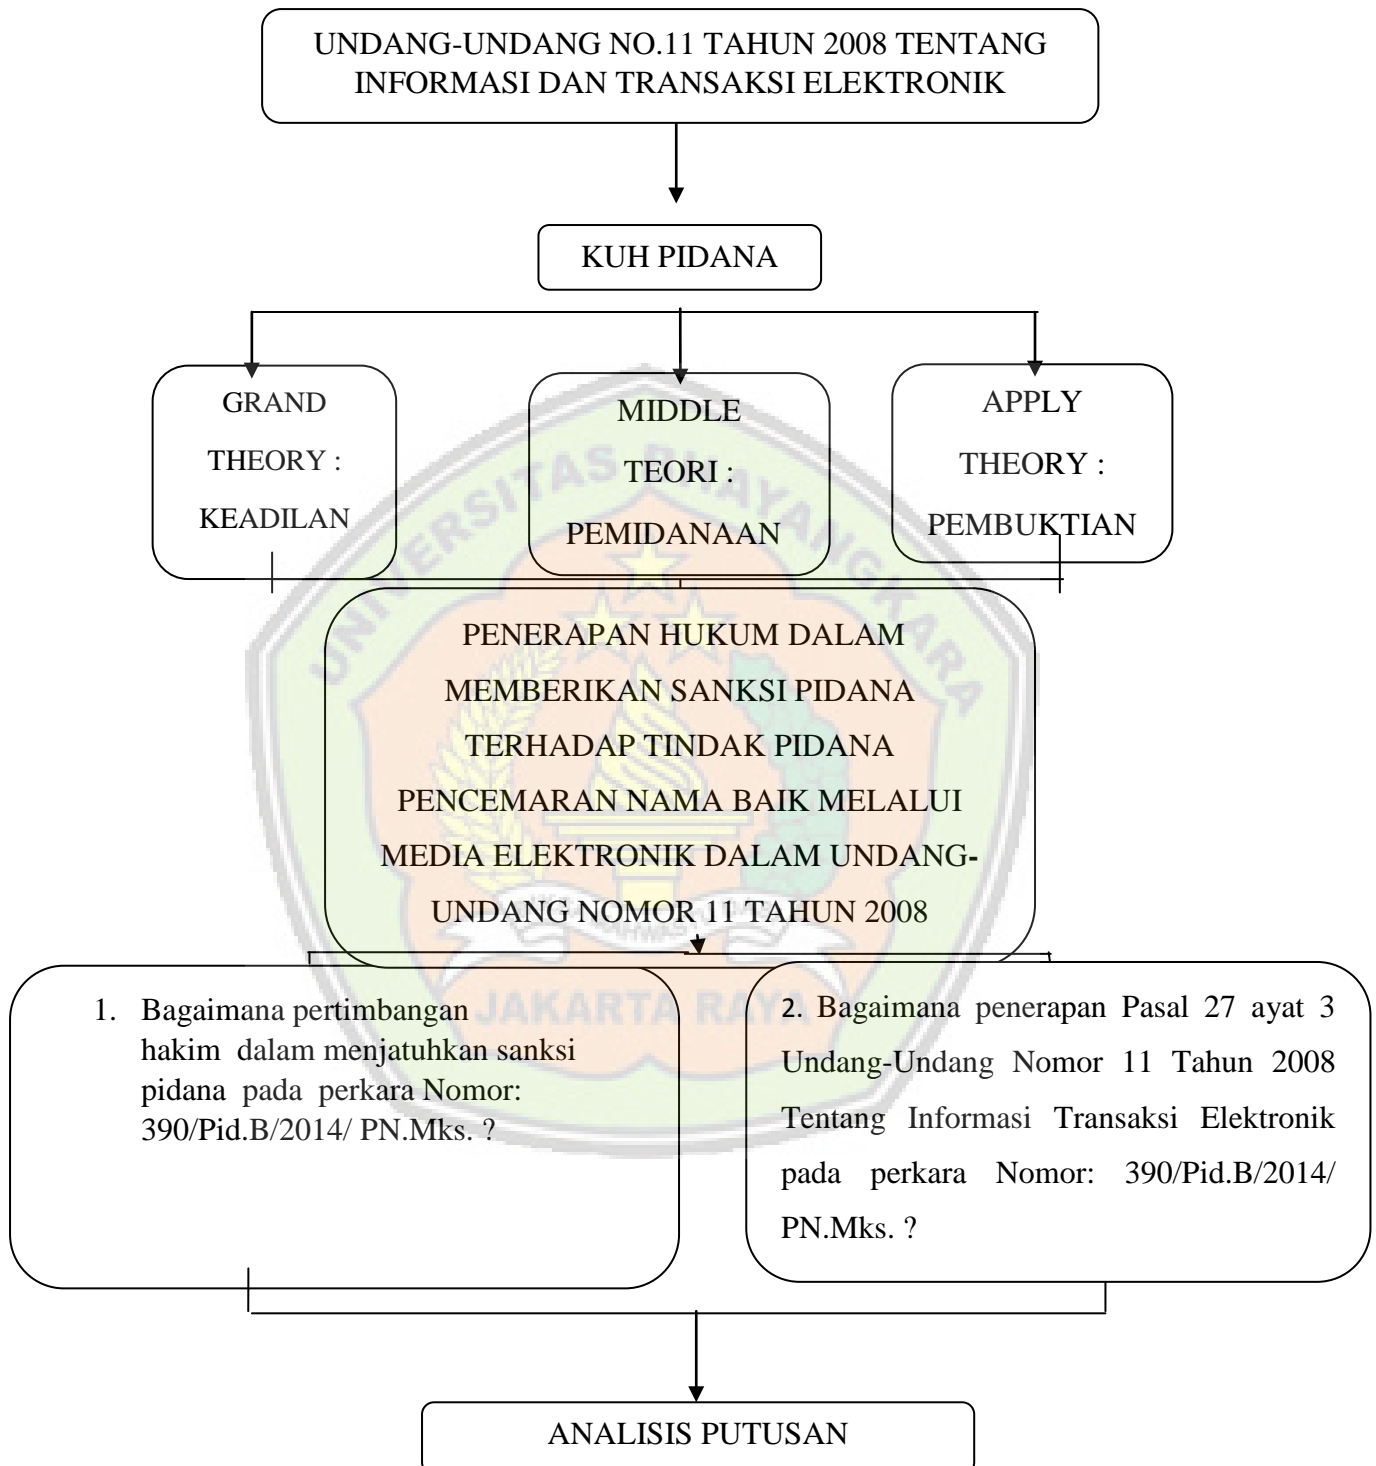 UNDANG-UNDANG NO.11 TAHUN 2008 TENTANG
INFORMASI DAN TRANSAKSI ELEKTRONIK
KUH PIDANA
GRAND
THEORY :
KEADILAN
MIDDLE
TEORI :
PEMIDANAAN
APPLY
THEORY :
PEMBUKTIAN
UNIVERSITAS BHAYANGKARA
PENERAPAN HUKUM DALAM
MEMBERIKAN SANKSI PIDANA
TERHADAP TINDAK PIDANA
PENCEMARAN NAMA BAIK MELALUI
MEDIA ELEKTRONIK DALAM UNDANG-
UNDANG NOMOR 11 TAHUN 2008
JAKARTA RAYA
1. Bagaimana pertimbangan
hakim dalam menjatuhkan sanksi
pidana pada perkara Nomor:
390/Pid.B/2014/ PN.Mks. ?
2. Bagaimana penerapan Pasal 27 ayat 3
Undang-Undang Nomor 11 Tahun 2008
Tentang Informasi Transaksi Elektronik
pada perkara Nomor: 390/Pid.B/2014/
PN.Mks. ?
ANALISIS PUTUSAN